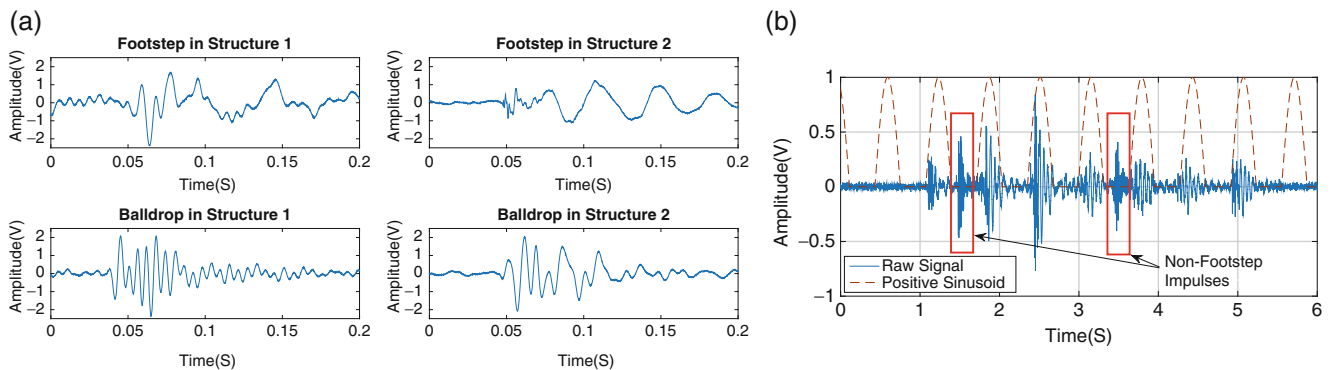 (a)
Footstep in Structure 1
Amplitude(V)
2
1
0
−1
−2
0
0.05
0.1
0.15
0.2
Time(S)
Footstep in Structure 2
Amplitude(V)
2
1
0
−1
−2
0
0.05
0.1
0.15
0.2
Time(S)
Balldrop in Structure 1
Amplitude(V)
2
1
0
−1
−2
0
0.05
0.1
0.15
0.2
Time(S)
Balldrop in Structure 2
Amplitude(V)
2
1
0
−1
−2
0
0.05
0.1
0.15
0.2
Time(S)
(b)
Amplitude(V)
1
0.5
0
−0.5
−1
Raw Signal
Positive Sinusoid
Non-Footstep
Impulses
0
1
2
3
4
5
6
Time(S)